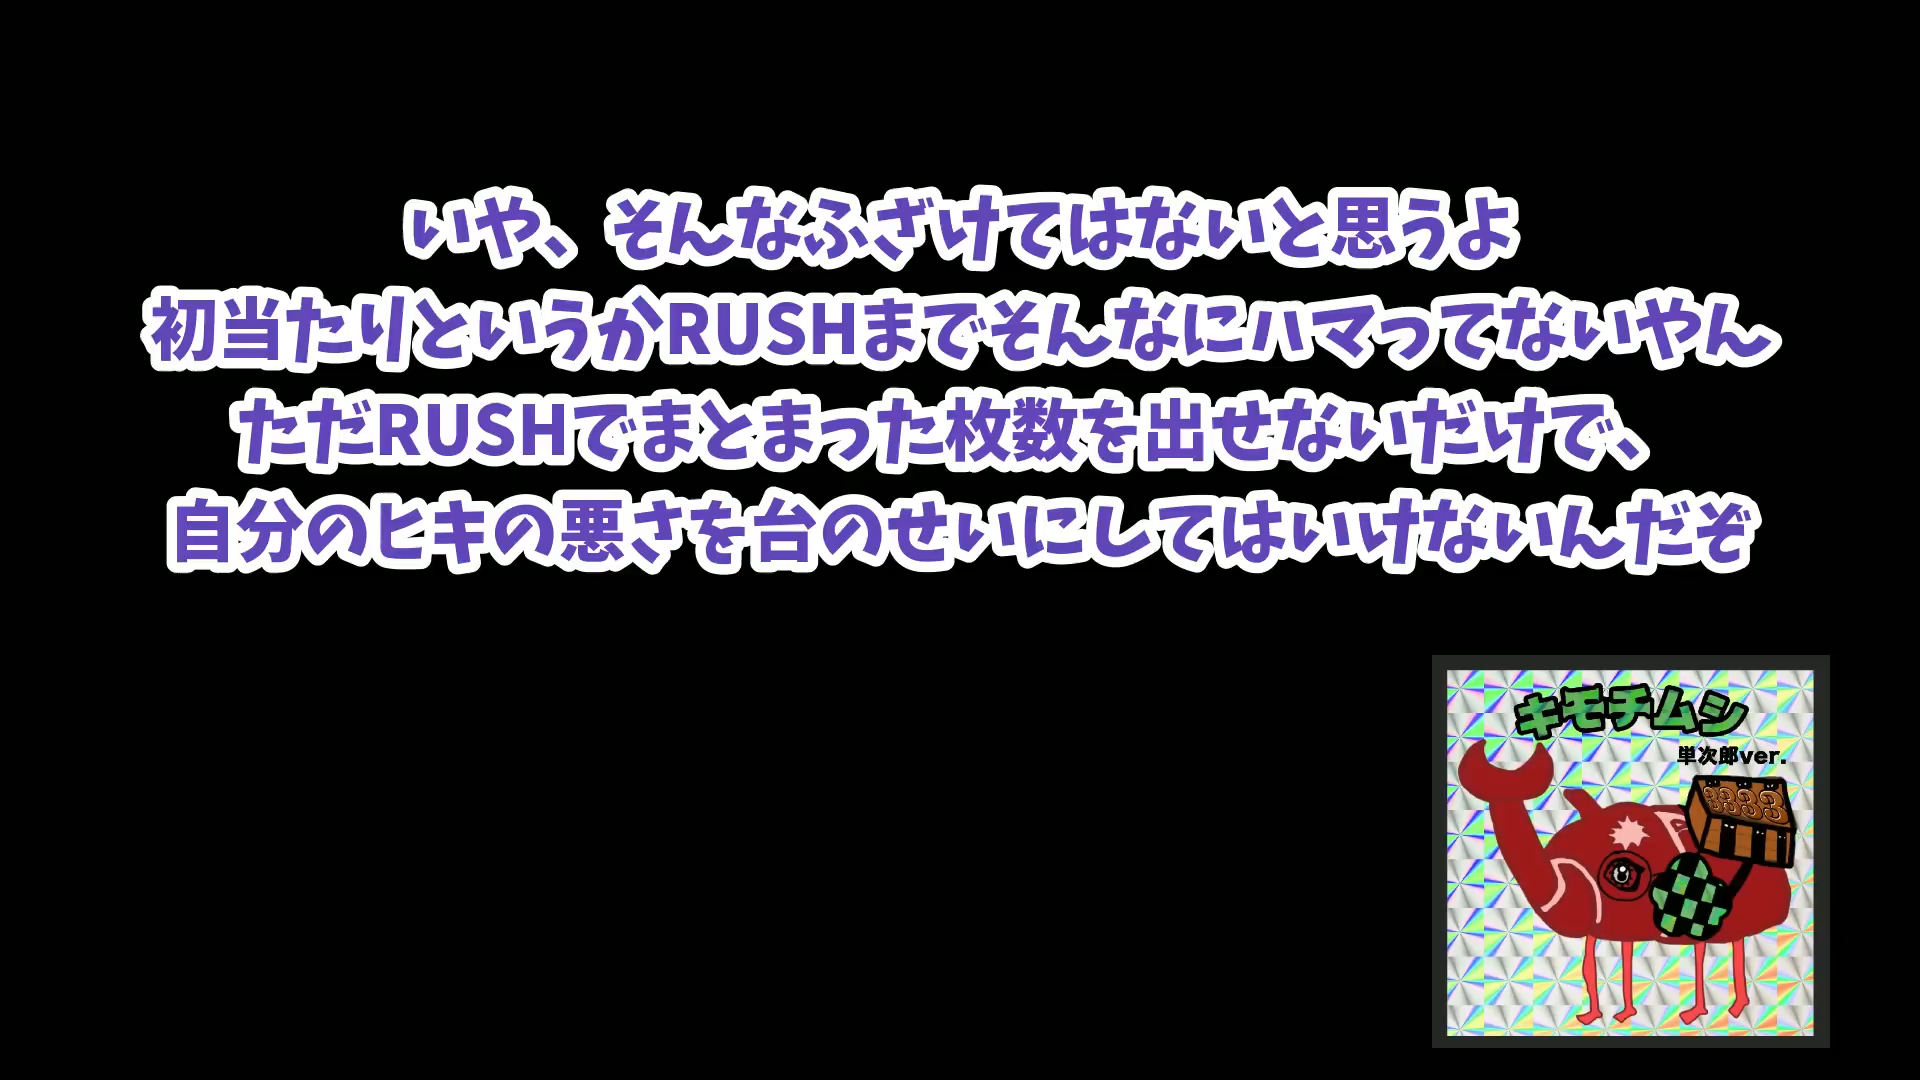 いや、そんなふざけてはないと思うよ
初当たりというかRUSHまでそんなにハマってないやん
ただRUSHでまとまった枚数を出せないだけで、
自分のヒキの悪さを台のせいにしてはいけないんだぞ
キモチムシ
単次郎ver.
3333